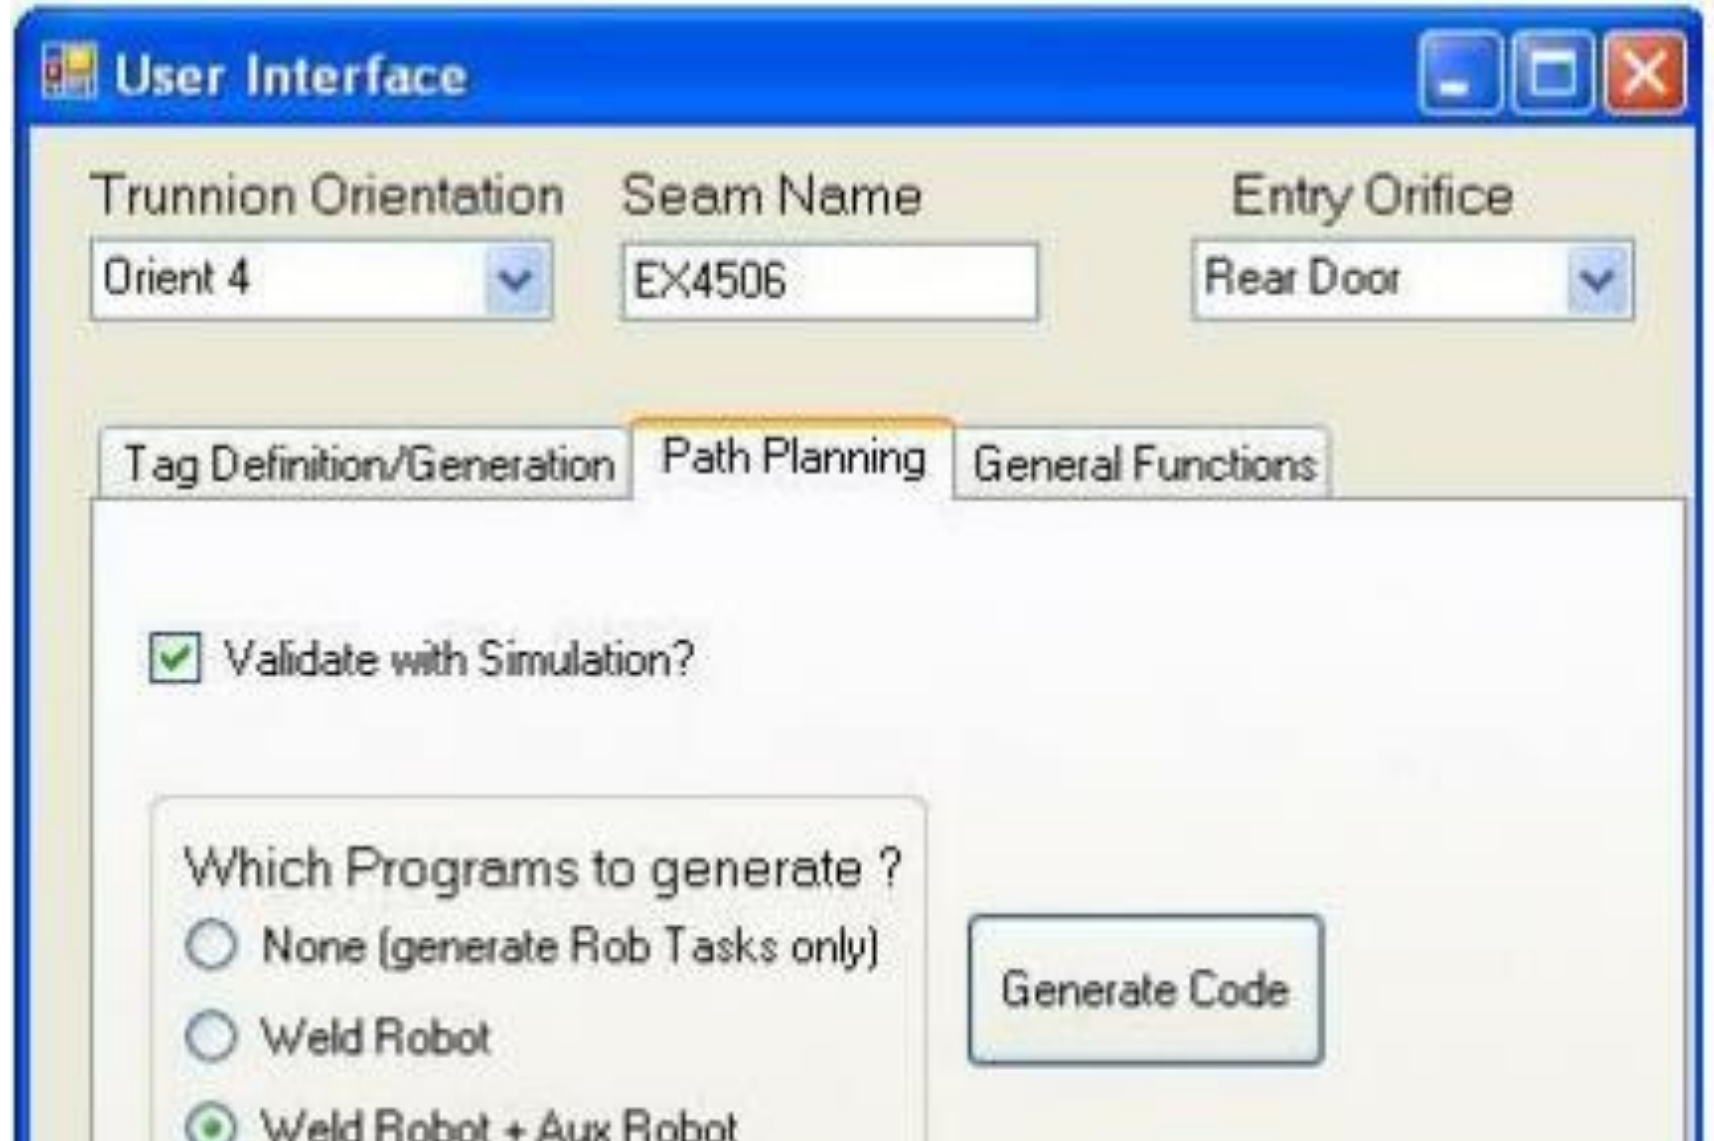 User Interface
Trunnion Orientation Seam Name Entry Orifice
Orient 4 EX4506 Rear Door
Tag Definition/Generation Path Planning General Functions
Validate with Simulation?
Which Programs to generate ?
None (generate Rob Tasks only)
Generate Code
Weld Robot
Weld Robot + Aux Robot